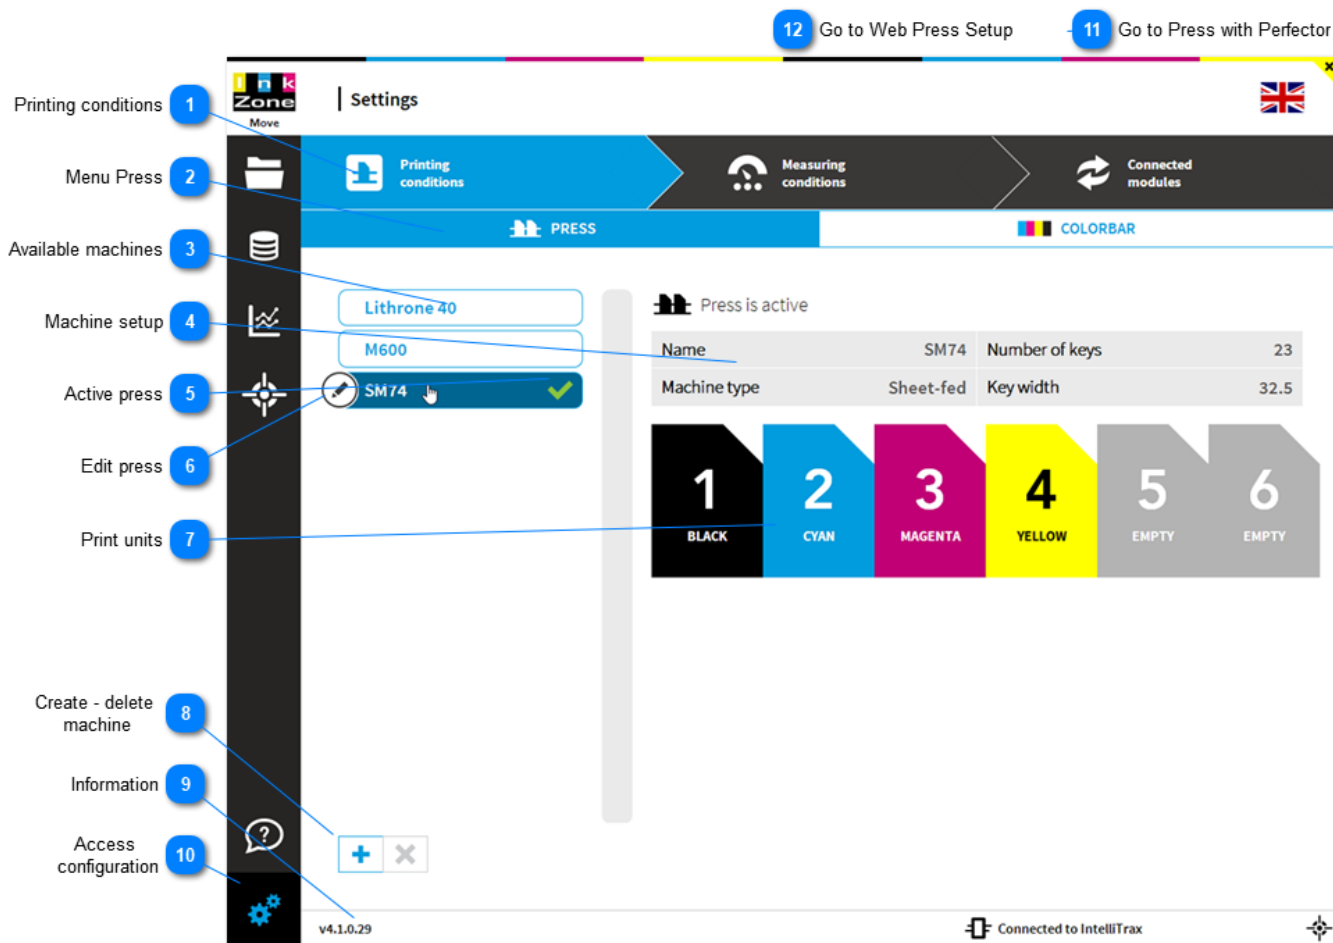 12 Go to Web Press Setup
11 Go to Press with Perfector
Ink
Zone
Move
Settings
Printing conditions 1
Printing
conditions
Measuring
conditions
Connected
modules
Menu Press 2
PRESS
COLORBAR
Available machines 3
Lithrone 40
Press is active
Machine setup 4
M600
Name SM74 Number of keys 23
Active press 5
SM74
Machine type Sheet-fed Key width 32.5
Edit press 6
1 2 3 4 5 6
BLACK CYAN MAGENTA YELLOW EMPTY EMPTY
Print units 7
Create - delete
machine 8
Information 9
Access
configuration 10
v4.1.0.29
Connected to IntelliTrax